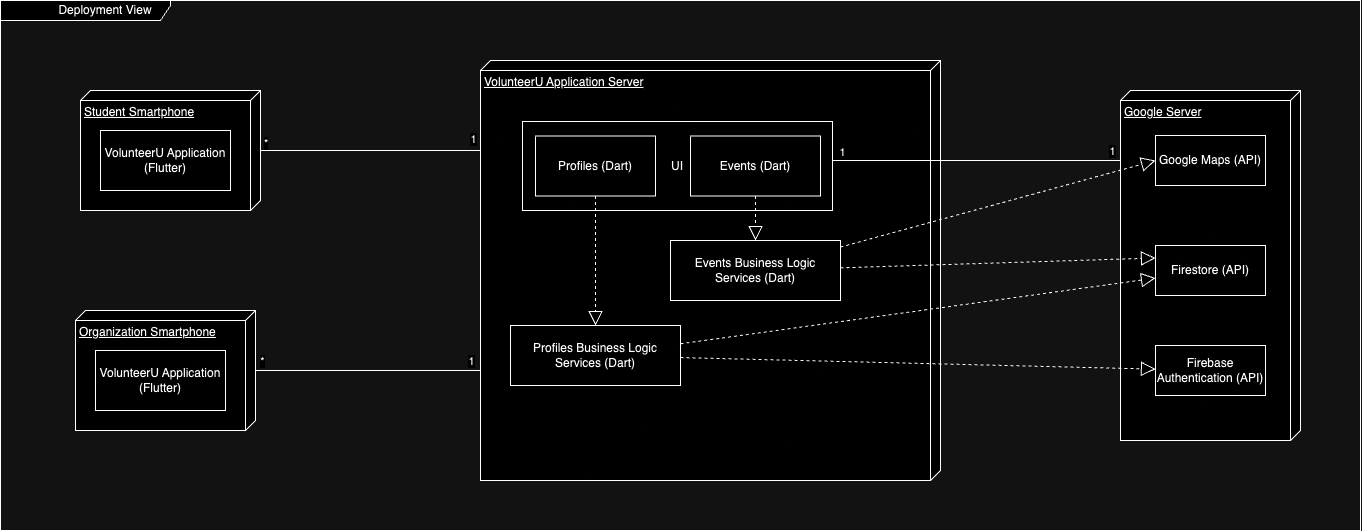 Deployment View
VolunteerU Application Server
Student Smartphone
VolunteerU Application
(Flutter)
*
1
Profiles (Dart)
UI
Events (Dart)
1
1
Google Server
Google Maps (API)
Events Business Logic
Services (Dart)
Firestore (API)
Organization Smartphone
VolunteerU Application
(Flutter)
*
1
Profiles Business Logic
Services (Dart)
Firebase
Authentication (API)